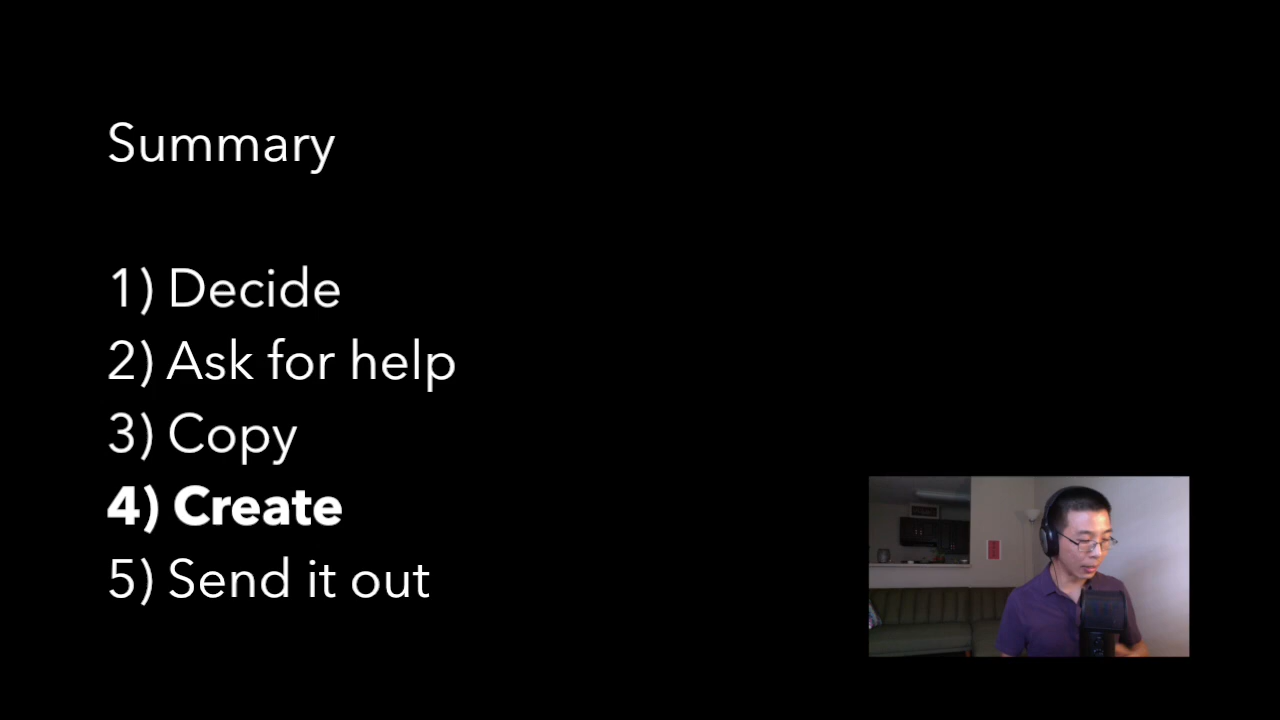 Summary
1) Decide
2) Ask for help
3) Copy
4) Create
5) Send it out